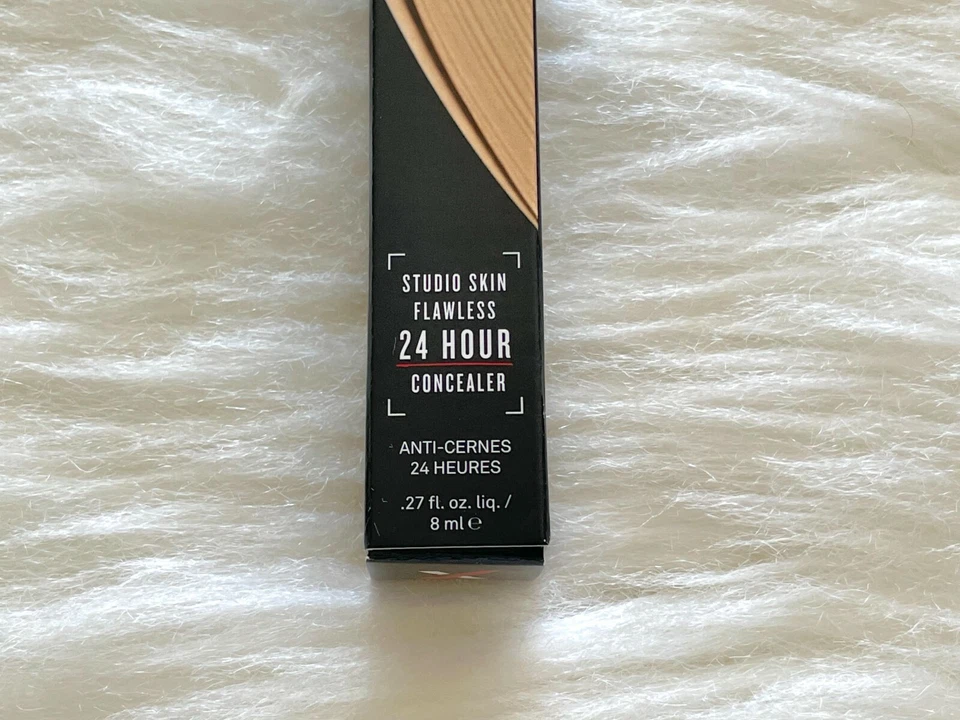 STUDIO SKIN
FLAWLESS
24 HOUR
CONCEALER
ANTI-CERNES
24 HEURES
.27 fl. oz. liq. /
8 ml ℮